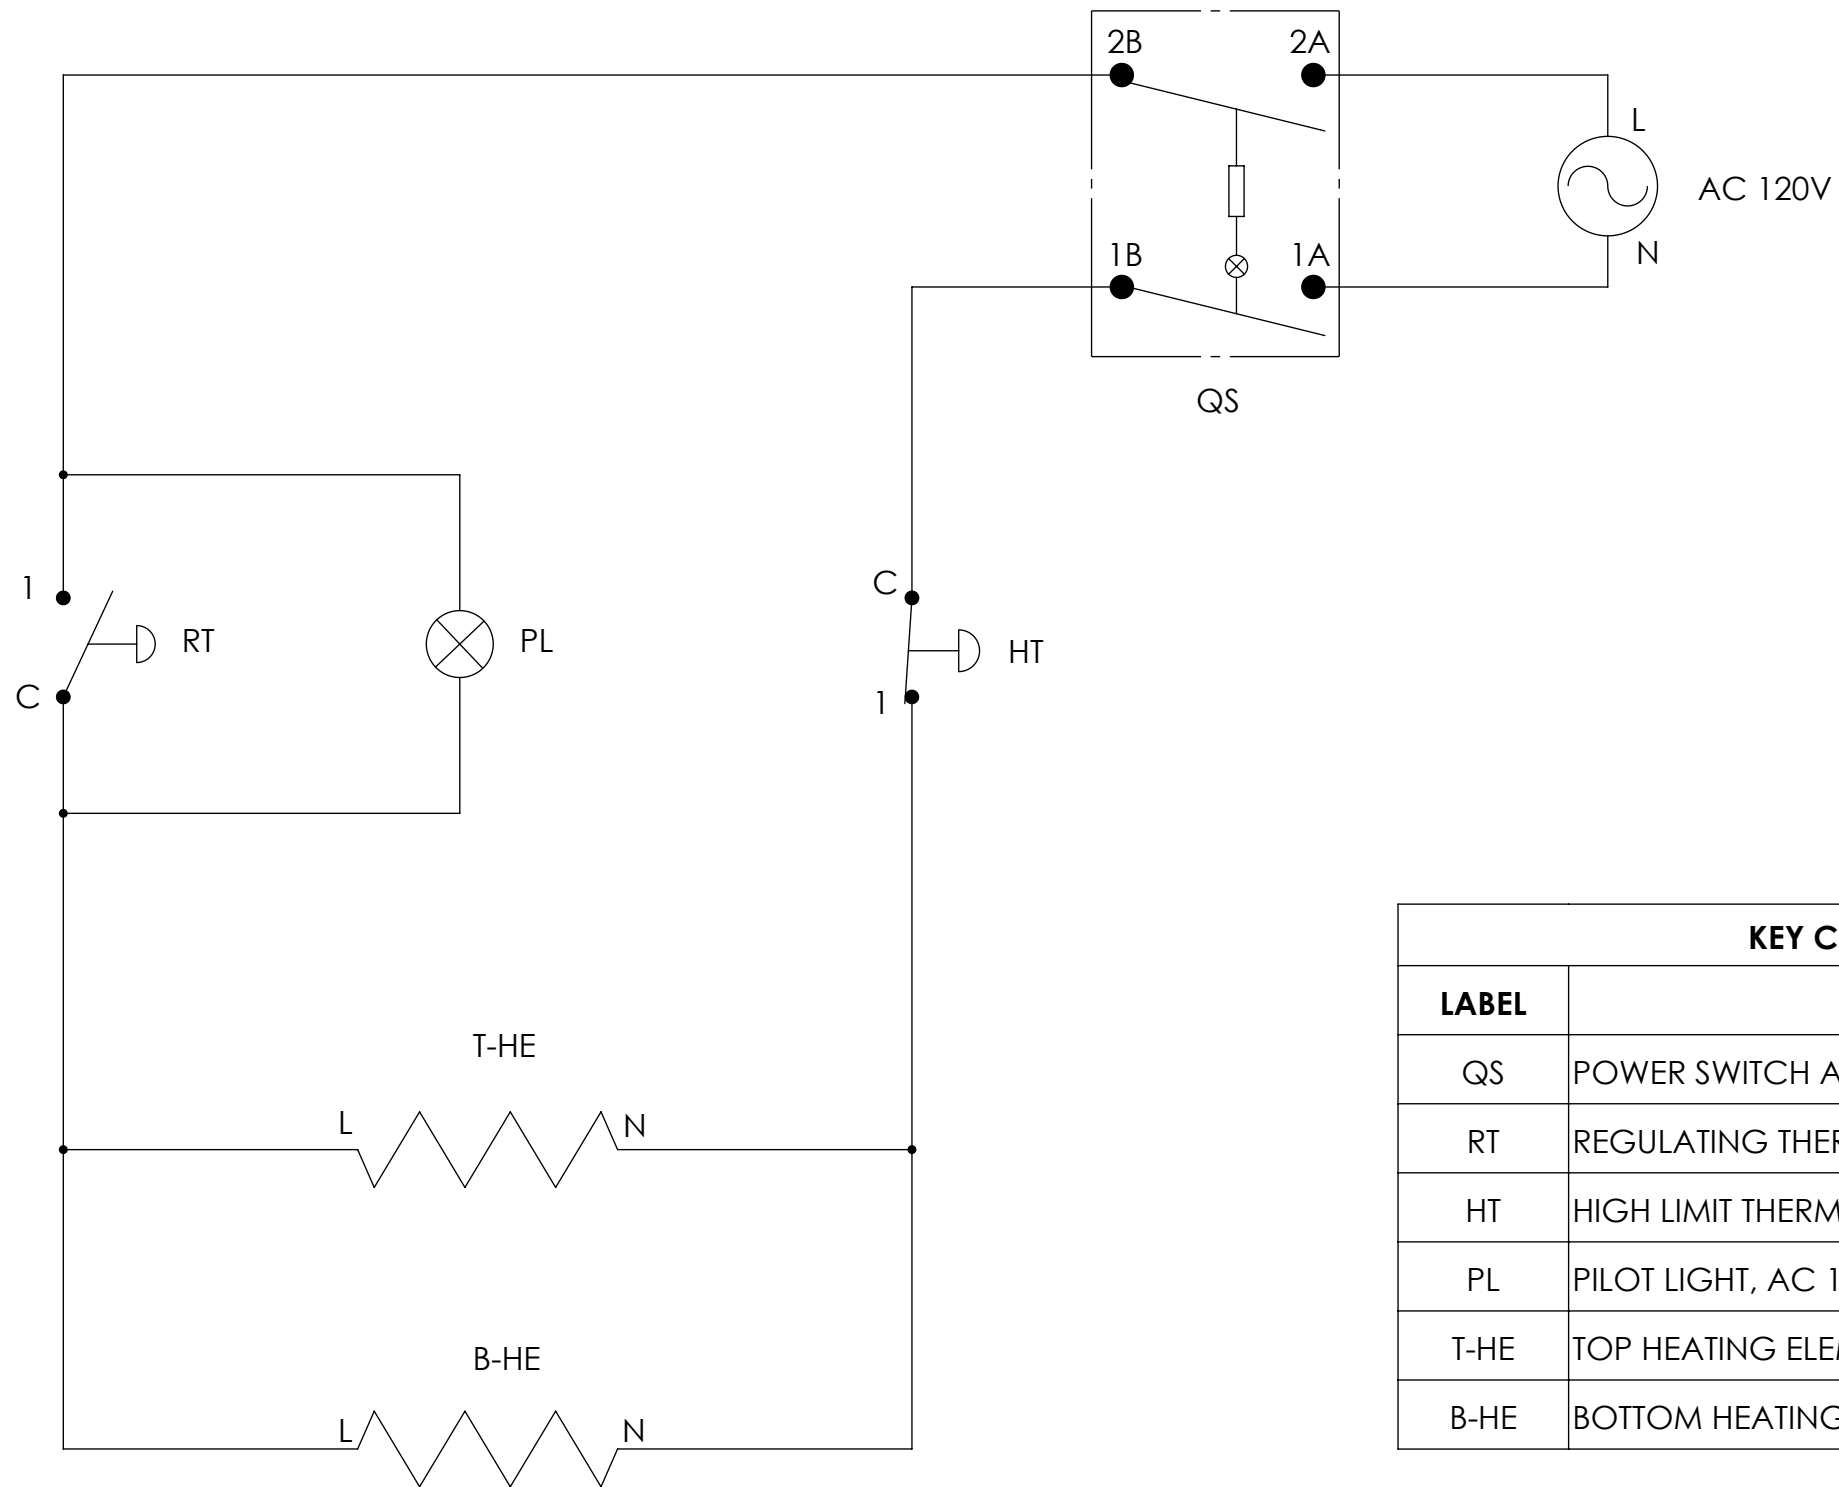 2B 2A
L
AC 120V
N
1B 1A
QS
1
RT
C
PL
C
HT
1
T-HE
L N
B-HE
L N
KEY C
LABEL
QS POWER SWITCH A
RT REGULATING THER
HT HIGH LIMIT THERM
PL PILOT LIGHT, AC 1
T-HE TOP HEATING ELE
B-HE BOTTOM HEATING